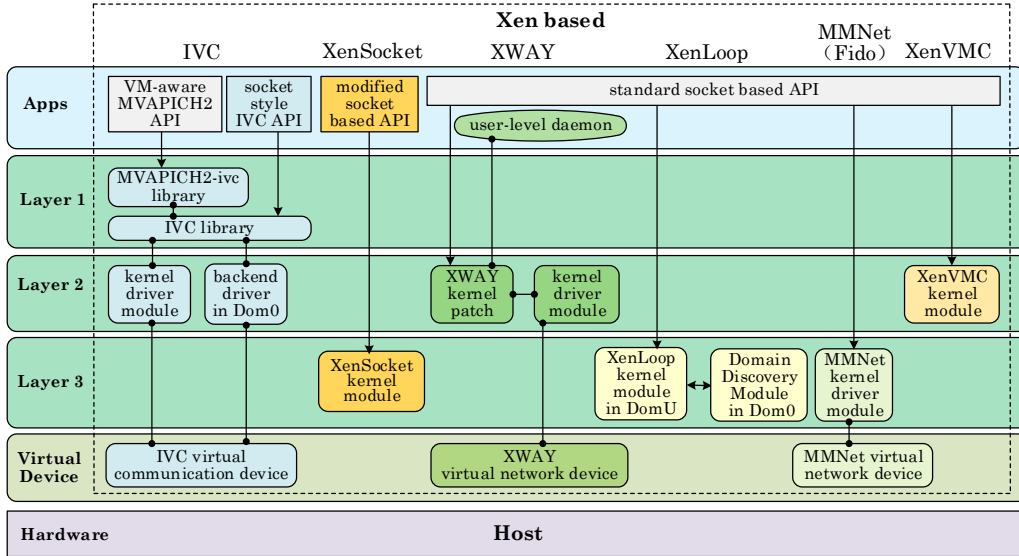 Xen based
IVC
XenSocket
XWAY
XenLoop
MMNet
(Fido)
XenVMC
Apps
VM-aware
MVAPICH2
API
socket
style
IVC API
modified
socket
based API
standard socket based API
user-level daemon
Layer 1
MVAPICH2-ivc
library
IVC library
Layer 2
kernel
driver
module
backend
driver
in Dom0
XWAY
kernel
patch
kernel
driver
module
XenVMC
kernel
module
Layer 3
XenSocket
kernel
module
XenLoop
kernel
module
in DomU
Domain
Discovery
Module
in Dom0
MMNet
kernel
driver
module
Virtual
Device
IVC virtual
communication device
XWAY
virtual network device
MMNet virtual
network device
Hardware
Host